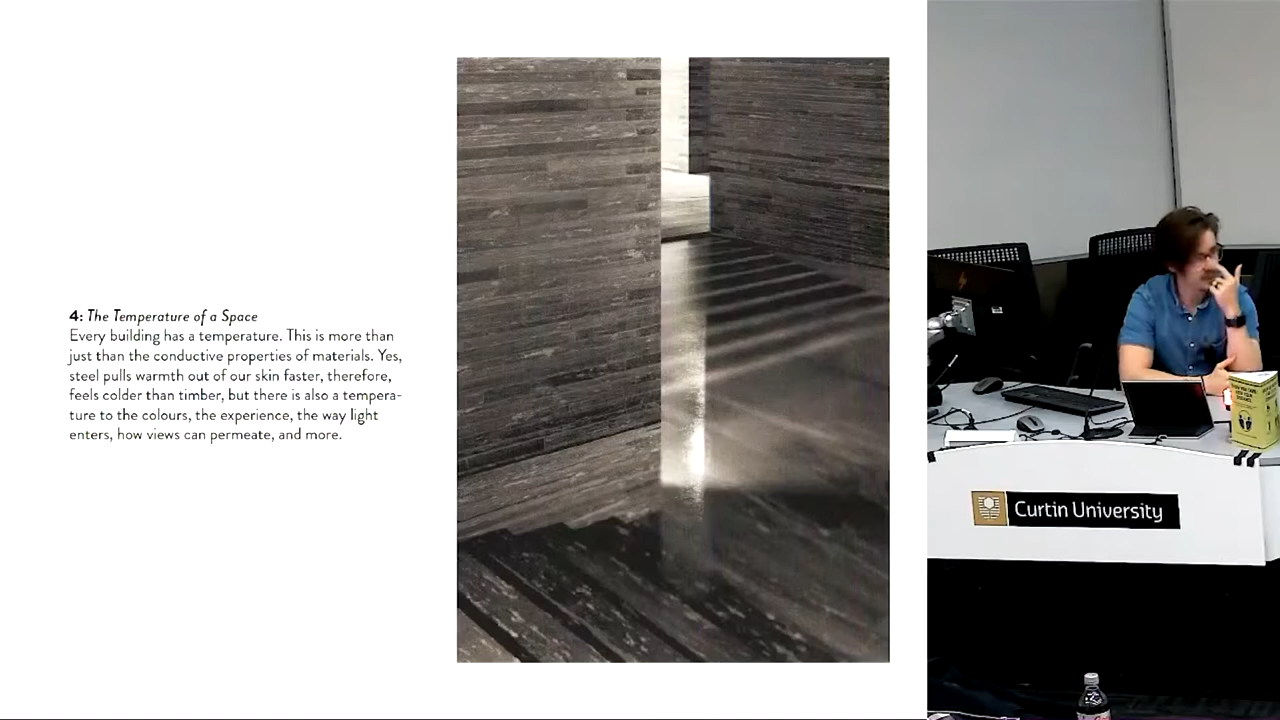 4: The Temperature of a Space
Every building has a temperature. This is more than
just than the conductive properties of materials. Yes,
steel pulls warmth out of our skin faster, therefore,
feels colder than timber, but there is also a tempera-
ture to the colours, the experience, the way light
enters, how views can permeate, and more.
Curtin University